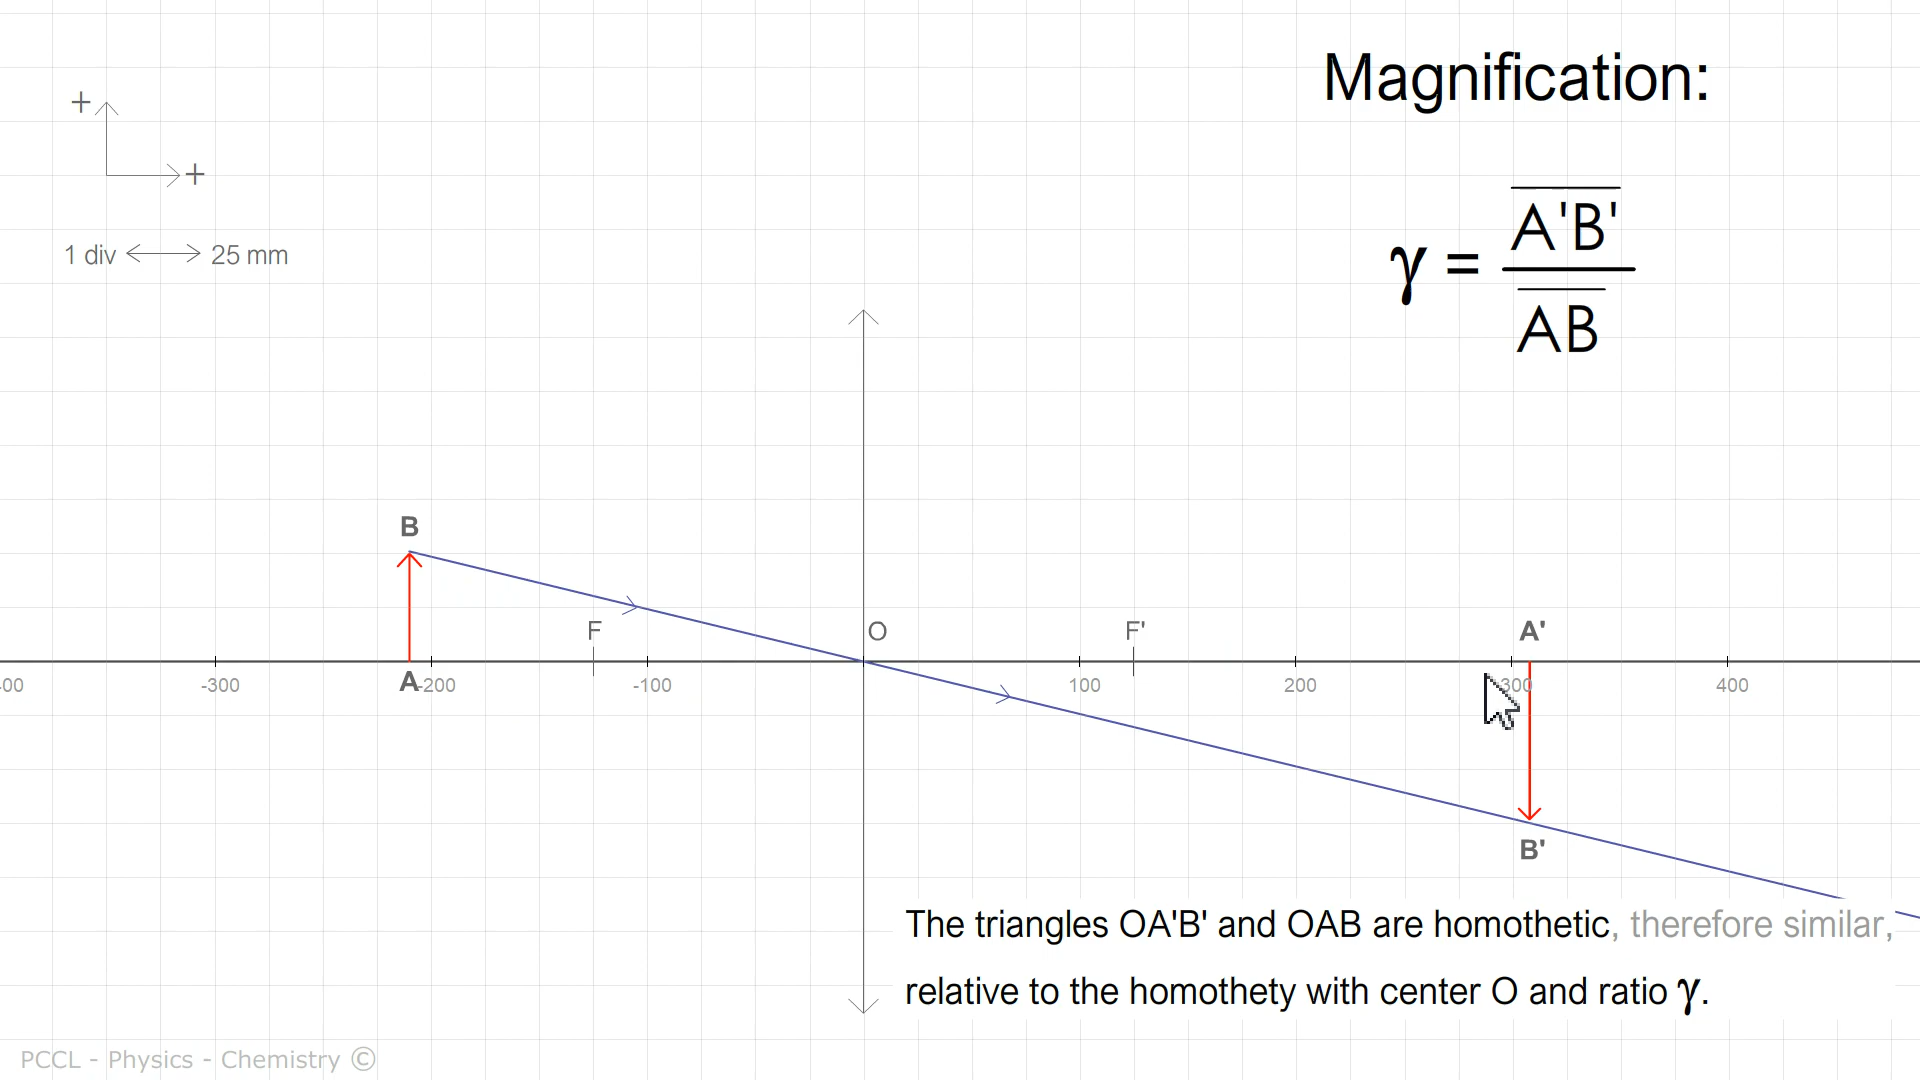 Magnification:
+
+
1 div 25 mm
γ = A'B'
AB
B
F
O
F'
A'
-300
A
-200
-100
100
200
300
400
B'
The triangles OA'B' and OAB are homothetic, therefore similar,
relative to the homothety with center O and ratio γ.
PCCL - Physics - Chemistry ©